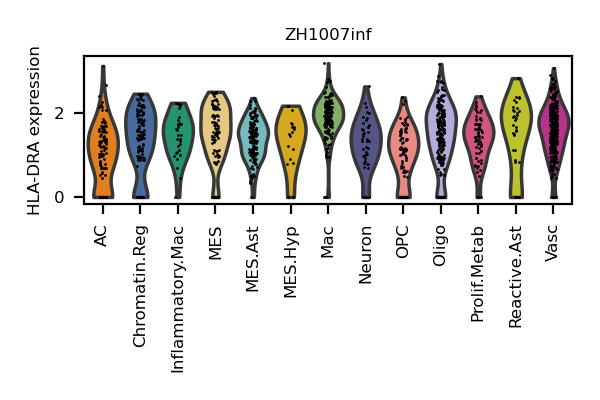 ZH1007inf
HLA-DRA expression
2
0
AC
Chromatin.Reg
Inflammatory.Mac
MES
MES.Ast
MES.Hyp
Mac
Neuron
OPC
Oligo
Prolif.Metab
Reactive.Ast
Vasc